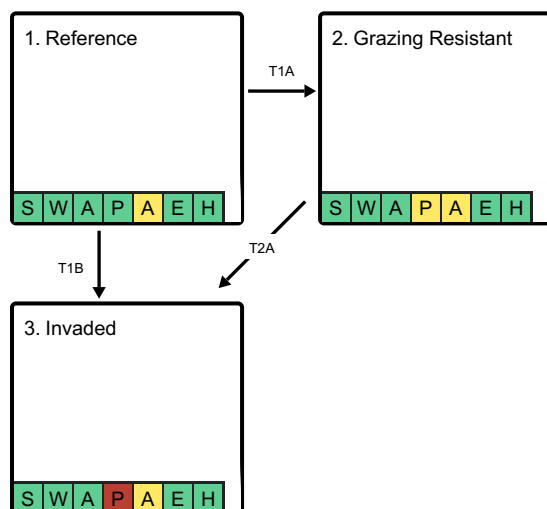 1. Reference
T1A
2. Grazing Resistant
S W A P A E H
S W A P A E H
T1B
T2A
3. Invaded
S W A P A E H